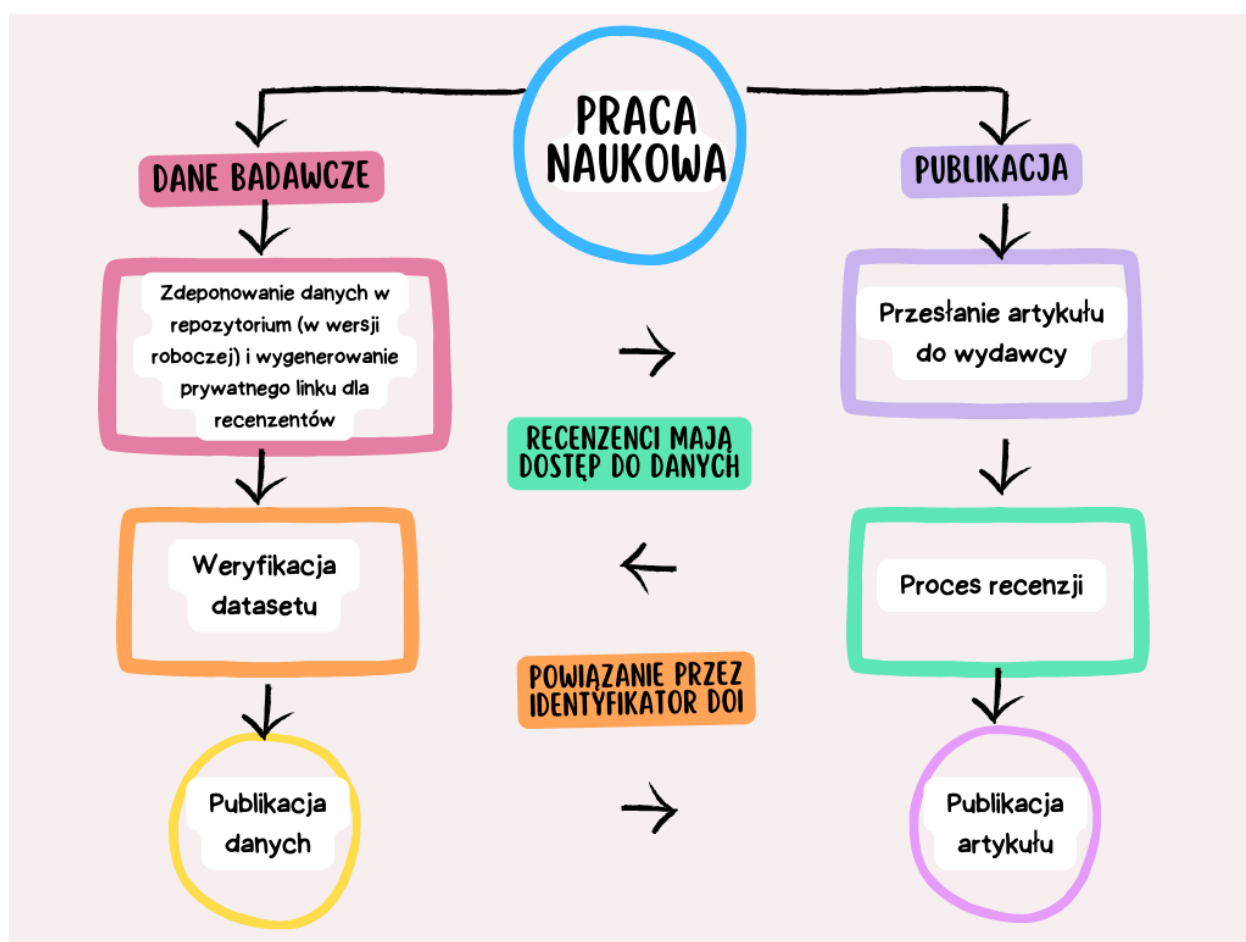 PRACA
NAUKOWA
DANE BADAWCZE
PUBLIKACJA
Zdeponowanie danych w
repozytorium (w wersji
roboczej) i wygenerowanie
prywatnego linku dla
recenzentów
Przesłanie artykułu
do wydawcy
RECENZENCI MAJĄ
DOSTĘP DO DANYCH
Weryfikacja
datasetu
Proces recenzji
POWIĄZANIE PRZEZ
IDENTYFIKATOR DOI
Publikacja
danych
Publikacja
artykułu